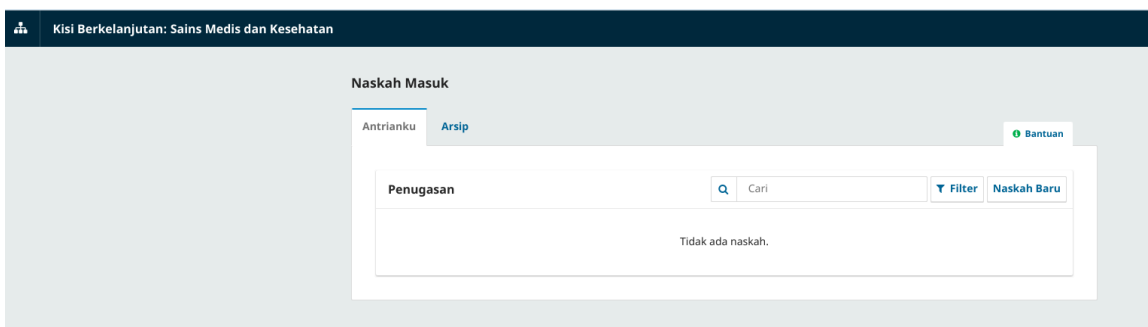 Kisi Berkelanjutan: Sains Medis dan Kesehatan
Naskah Masuk
Antrianku Arsip
Bantuan
Penugasan Cari Filter Naskah Baru
Tidak ada naskah.